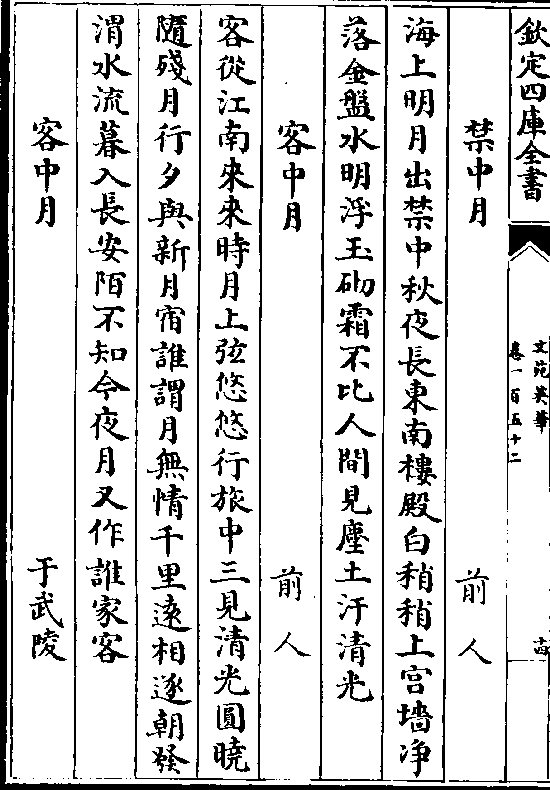 欽定四庫全書
文苑英華
卷一百五十二
十四
禁中月　前人
海上明月出禁中秋夜長東南樓殿白稍稍上宫墻净
落金盤水明浮玉砌霜不比人間見塵土汙清光
客中月　前人
客從江南來來時月上弦悠悠行旅中三見清光圓曉
隨殘月行夕與新月宿誰謂月無情千里逺相逐朝發
渭水流暮入長安陌不知今夜月又作誰家客
客中月　于武陵